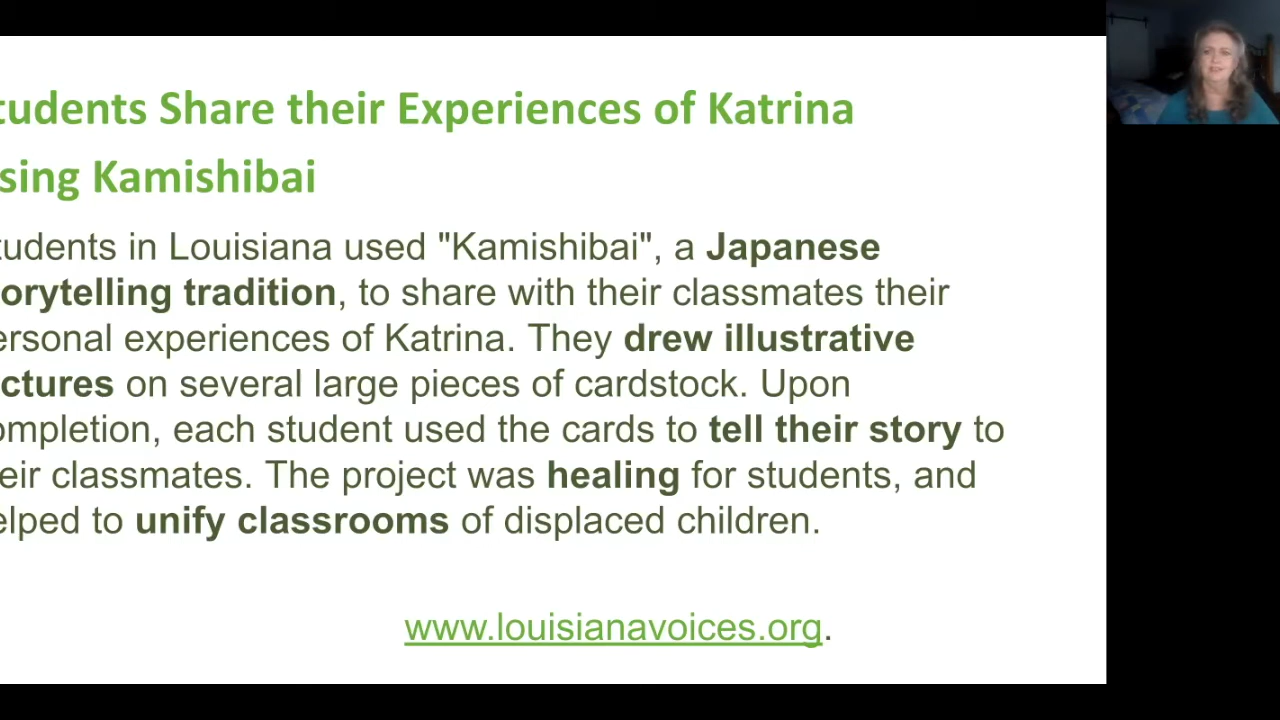 tudents Share their Experiences of Katrina
sing Kamishibai
tudents in Louisiana used "Kamishibai", a Japanese
orytelling tradition, to share with their classmates their
ersonal experiences of Katrina. They drew illustrative
ctures on several large pieces of cardstock. Upon
ompletion, each student used the cards to tell their story to
eir classmates. The project was healing for students, and
elped to unify classrooms of displaced children.
www.louisianavoices.org.